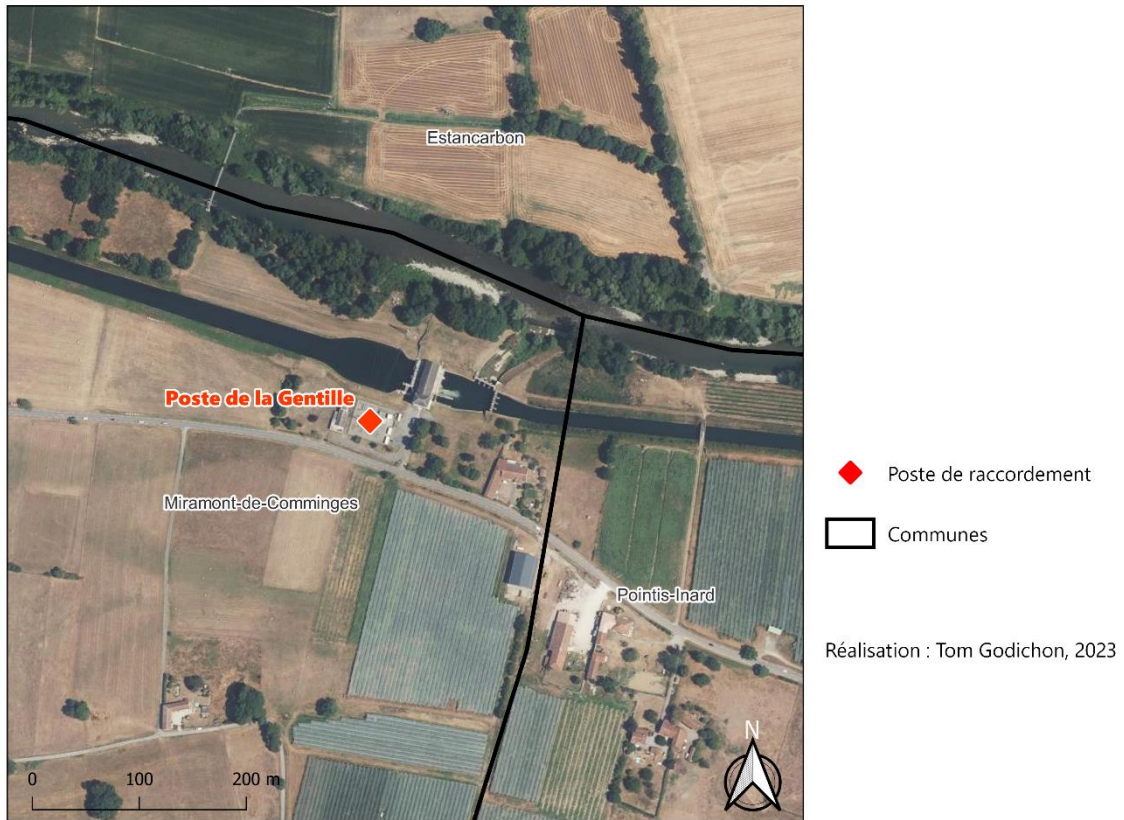 Estancarbon
Poste de la Gentille
Miramont-de-Comminges
Pointis-Inard
N
0 100 200 m
Poste de raccordement
Communes
Réalisation : Tom Godichon, 2023